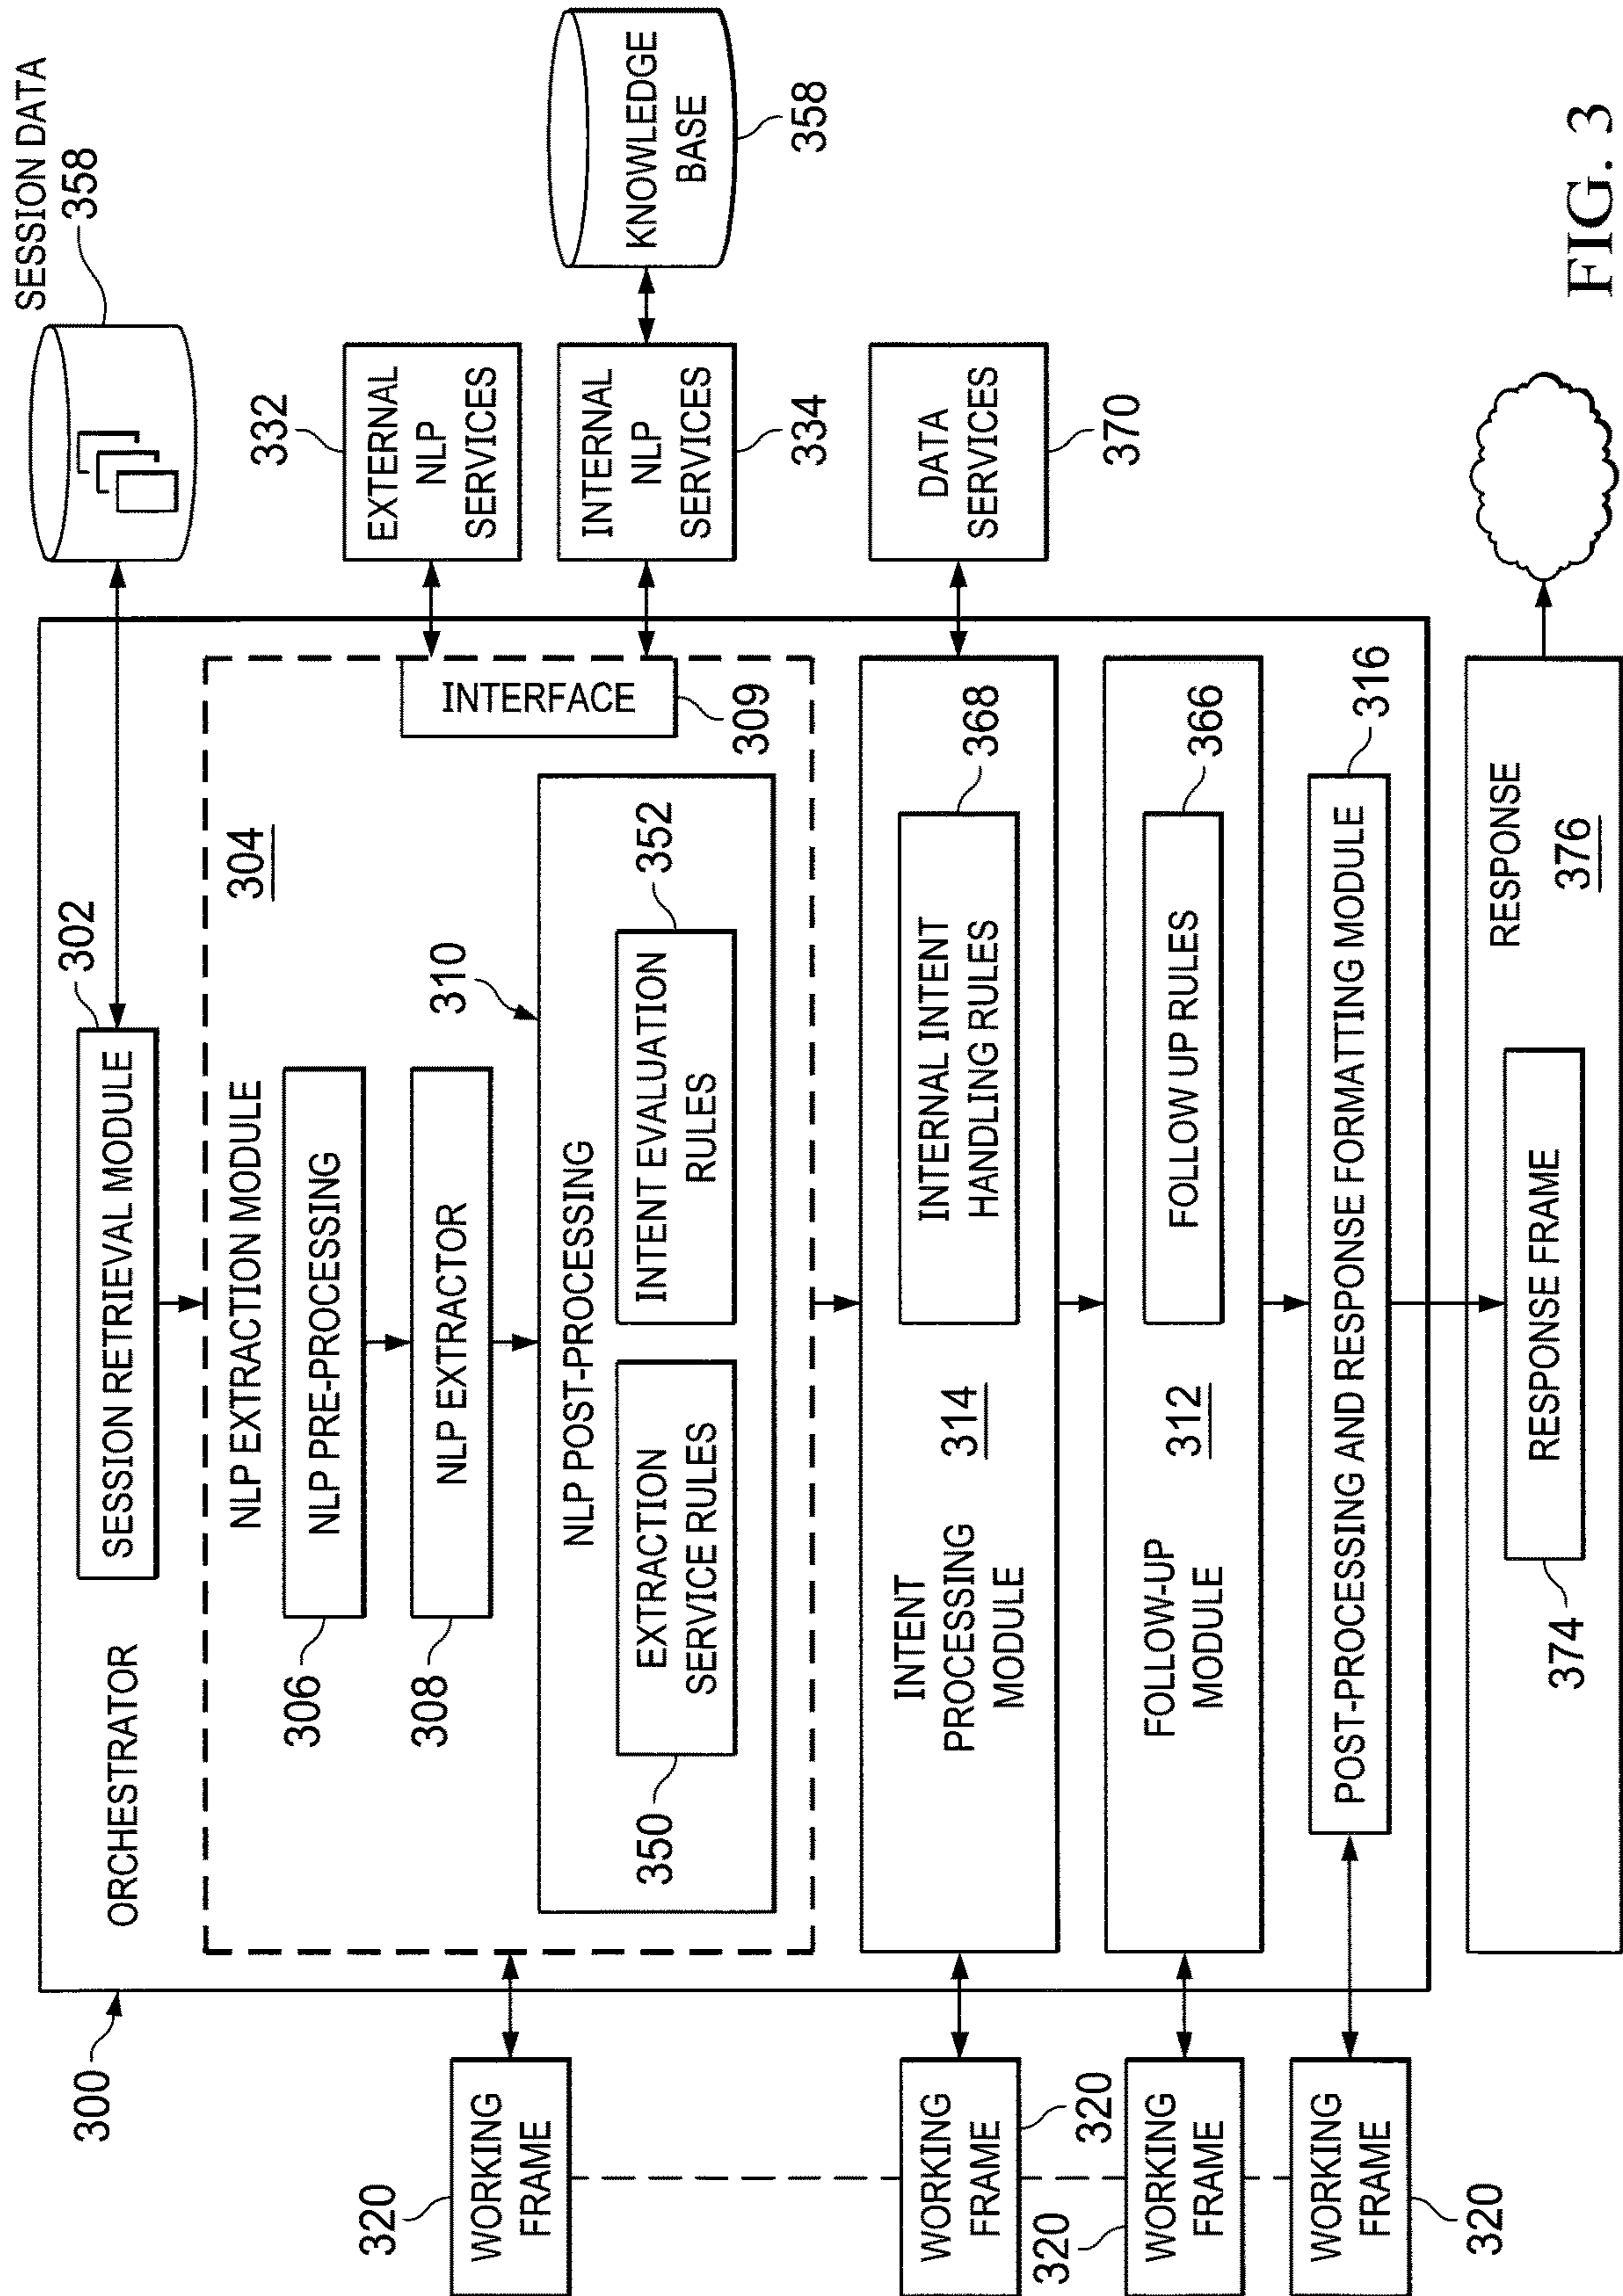 SESSION DATA
358
ORCHESTRATOR
300
SESSION RETRIEVAL MODULE
302
NLP EXTRACTION MODULE
304
NLP PRE-PROCESSING
306
NLP EXTRACTOR
308
INTERFACE
309
NLP POST-PROCESSING
310
EXTRACTION
SERVICE RULES
350
INTENT EVALUATION
RULES
352
332
EXTERNAL
NLP
SERVICES
INTERNAL
NLP
SERVICES
334
KNOWLEDGE
BASE
358
320
WORKING
FRAME
INTENT
PROCESSING
MODULE
314
INTERNAL INTENT
HANDLING RULES
368
DATA
SERVICES
370
WORKING
FRAME
320
FOLLOW-UP
MODULE
312
FOLLOW UP RULES
366
320
WORKING
FRAME
POST-PROCESSING AND RESPONSE FORMATTING MODULE
316
WORKING
FRAME
320
RESPONSE
376
RESPONSE FRAME
374
FIG. 3